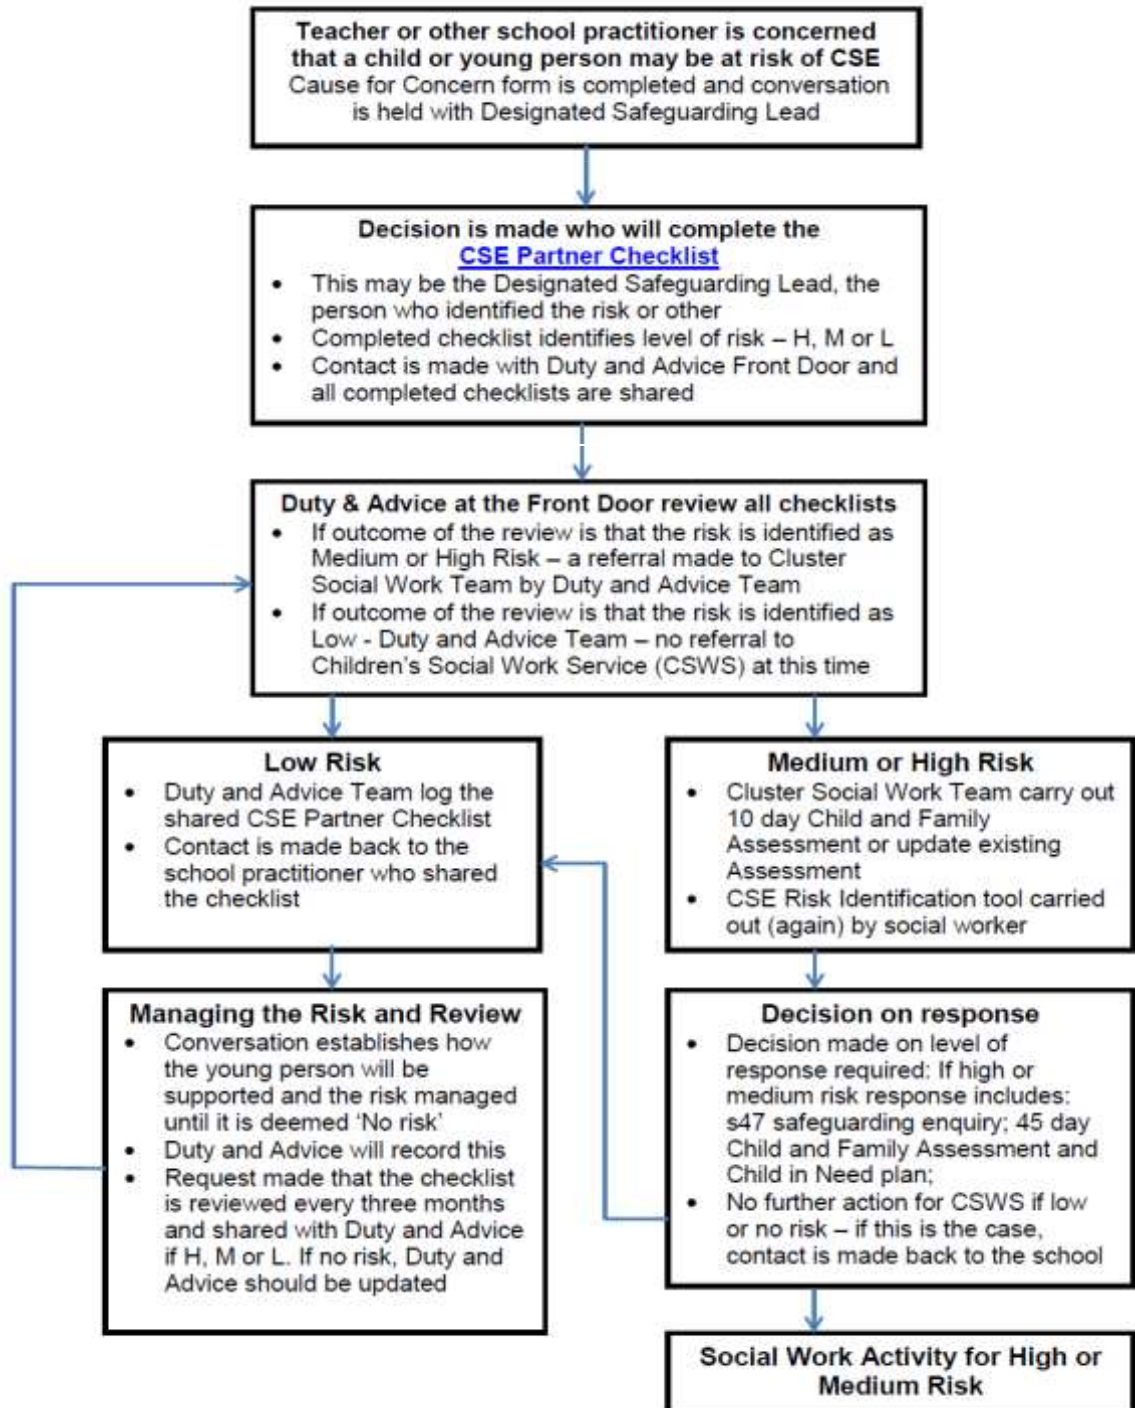 Teacher or other school practitioner is concerned
that a child or young person may be at risk of CSE
Cause for Concern form is completed and conversation
is held with Designated Safeguarding Lead
Decision is made who will complete the
CSE Partner Checklist
• This may be the Designated Safeguarding Lead, the
person who identified the risk or other
• Completed checklist identifies level of risk – H, M or L
• Contact is made with Duty and Advice Front Door and
all completed checklists are shared
Duty & Advice at the Front Door review all checklists
• If outcome of the review is that the risk is identified as
Medium or High Risk – a referral made to Cluster
Social Work Team by Duty and Advice Team
• If outcome of the review is that the risk is identified as
Low - Duty and Advice Team – no referral to
Children's Social Work Service (CSWS) at this time
Low Risk
• Duty and Advice Team log the
shared CSE Partner Checklist
• Contact is made back to the
school practitioner who shared
the checklist
Medium or High Risk
• Cluster Social Work Team carry out
10 day Child and Family
Assessment or update existing
Assessment
• CSE Risk Identification tool carried
out (again) by social worker
Managing the Risk and Review
• Conversation establishes how
the young person will be
supported and the risk managed
until it is deemed 'No risk'
• Duty and Advice will record this
• Request made that the checklist
is reviewed every three months
and shared with Duty and Advice
if H, M or L. If no risk, Duty and
Advice should be updated
Decision on response
• Decision made on level of
response required: If high or
medium risk response includes:
s47 safeguarding enquiry; 45 day
Child and Family Assessment and
Child in Need plan;
• No further action for CSWS if low
or no risk – if this is the case,
contact is made back to the school
Social Work Activity for High or
Medium Risk